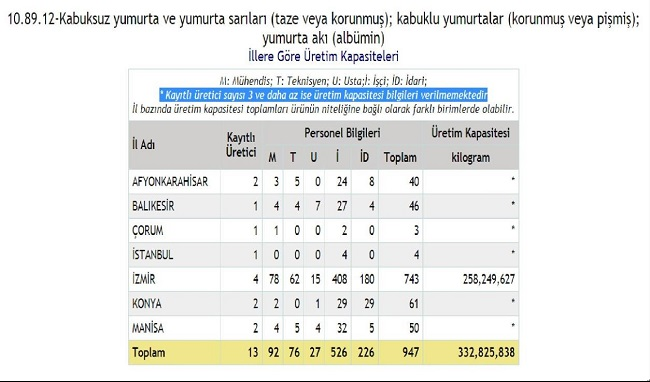 10.89.12-Kabuksuz yumurta ve yumurta sarıları (taze veya korunmuş); kabuklu yumurtalar (korunmuş veya pişmiş);
yumurta akı (albümin)
İllere Göre Üretim Kapasiteleri
M: Mühendis; T: Teknisyen; U: Usta;İ: İşçi; İD: İdari;
* Kayıtlı üretici sayısı 3 ve daha az ise üretim kapasitesi bilgileri verilmemektedir
İl bazında üretim kapasitesi toplamları ürünün niteliğine bağlı olarak farklı birimlerde olabilir.
İl Adı Kayıtlı Üretici Personel Bilgileri Üretim Kapasitesi
M T U İ İD Toplam kilogram
AFYONKARAHİSAR 2 3 5 0 24 8 40 *
BALIKESİR 1 4 4 7 27 4 46 *
ÇORUM 1 1 0 0 2 0 3 *
İSTANBUL 1 0 0 0 4 0 4 *
İZMİR 4 78 62 15 408 180 743 258,249,627
KONYA 2 2 0 1 29 29 61 *
MANİSA 2 4 5 4 32 5 50 *
Toplam 13 92 76 27 526 226 947 332,825,838